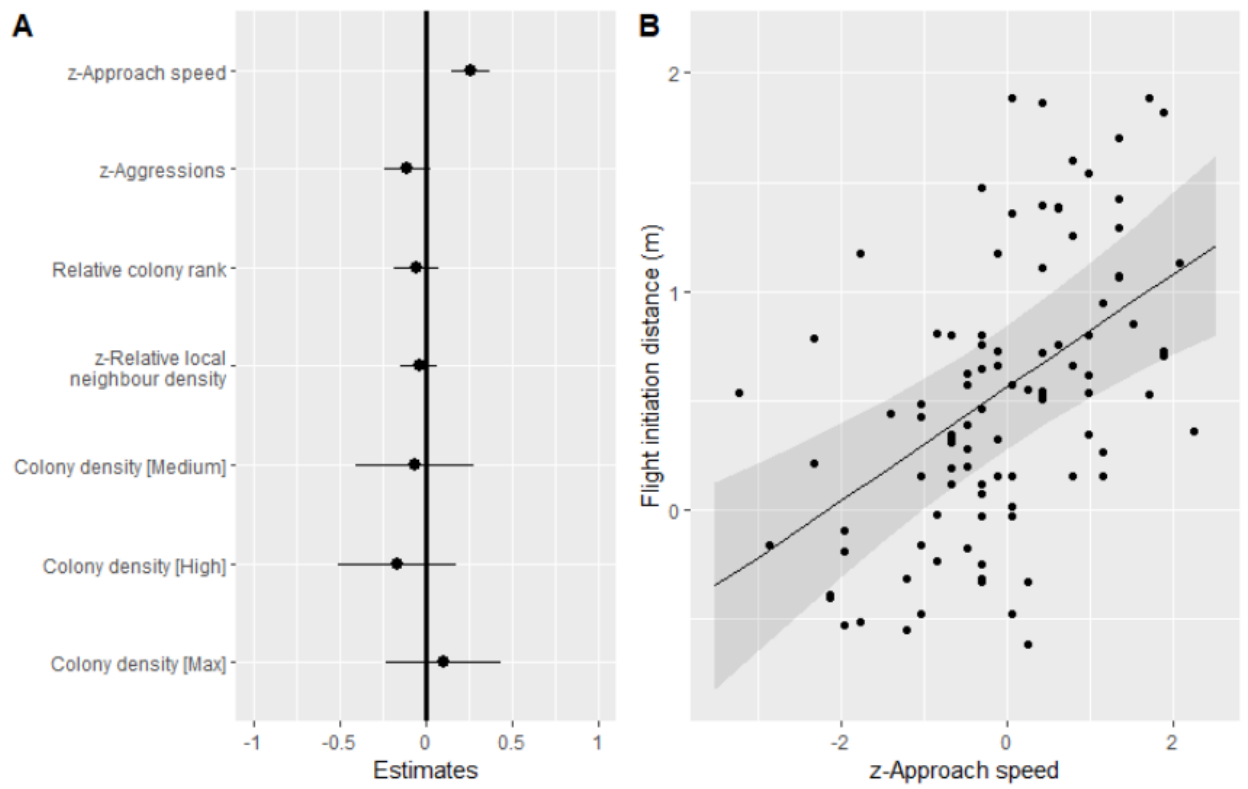 A
z-Approach speed
z-Aggressions
Relative colony rank
z-Relative local
neighbour density
Colony density [Medium]
Colony density [High]
Colony density [Max]
-1
-0.5
0
0.5
1
Estimates
B
Flight initiation distance (m)
2
1
0
-2
0
2
z-Approach speed